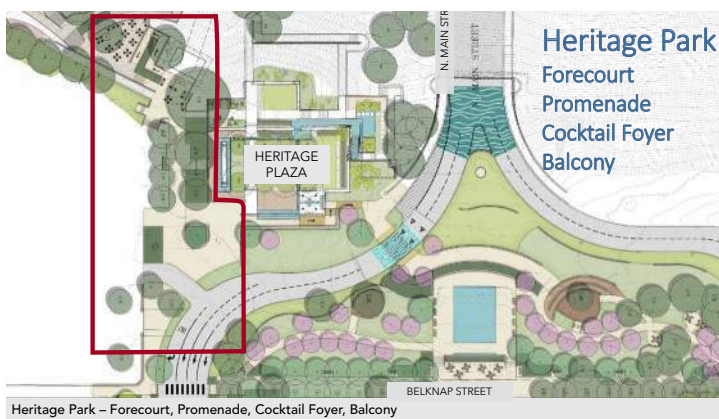 N. MAIN STR
MAIN STREET
Heritage Park
Forecourt
Promenade
Cocktail Foyer
Balcony
HERITAGE
PLAZA
BELKNAP STREET
Heritage Park – Forecourt, Promenade, Cocktail Foyer, Balcony